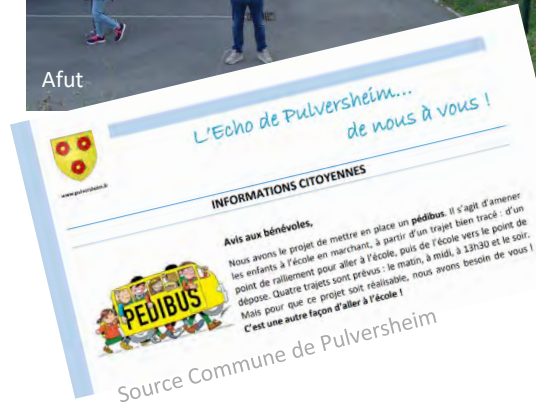 Afut
L'Echo de Pulversheim...
de nous à vous !
www.pulversheim.fr
INFORMATIONS CITOYENNES
Avis aux bénévoles,
Nous avons le projet de mettre en place un pédibus. Il s'agit d'amener
les enfants à l'école en marchant, à partir d'un trajet bien tracé : d'un
point de ralliement pour aller à l'école, puis de l'école vers le point de
dépose. Quatre trajets sont prévus : le matin, à midi, à 13h30 et le soir.
Mais pour que ce projet soit réalisable, nous avons besoin de vous !
C'est une autre façon d'aller à l'école !
PEDIBUS
Source Commune de Pulversheim